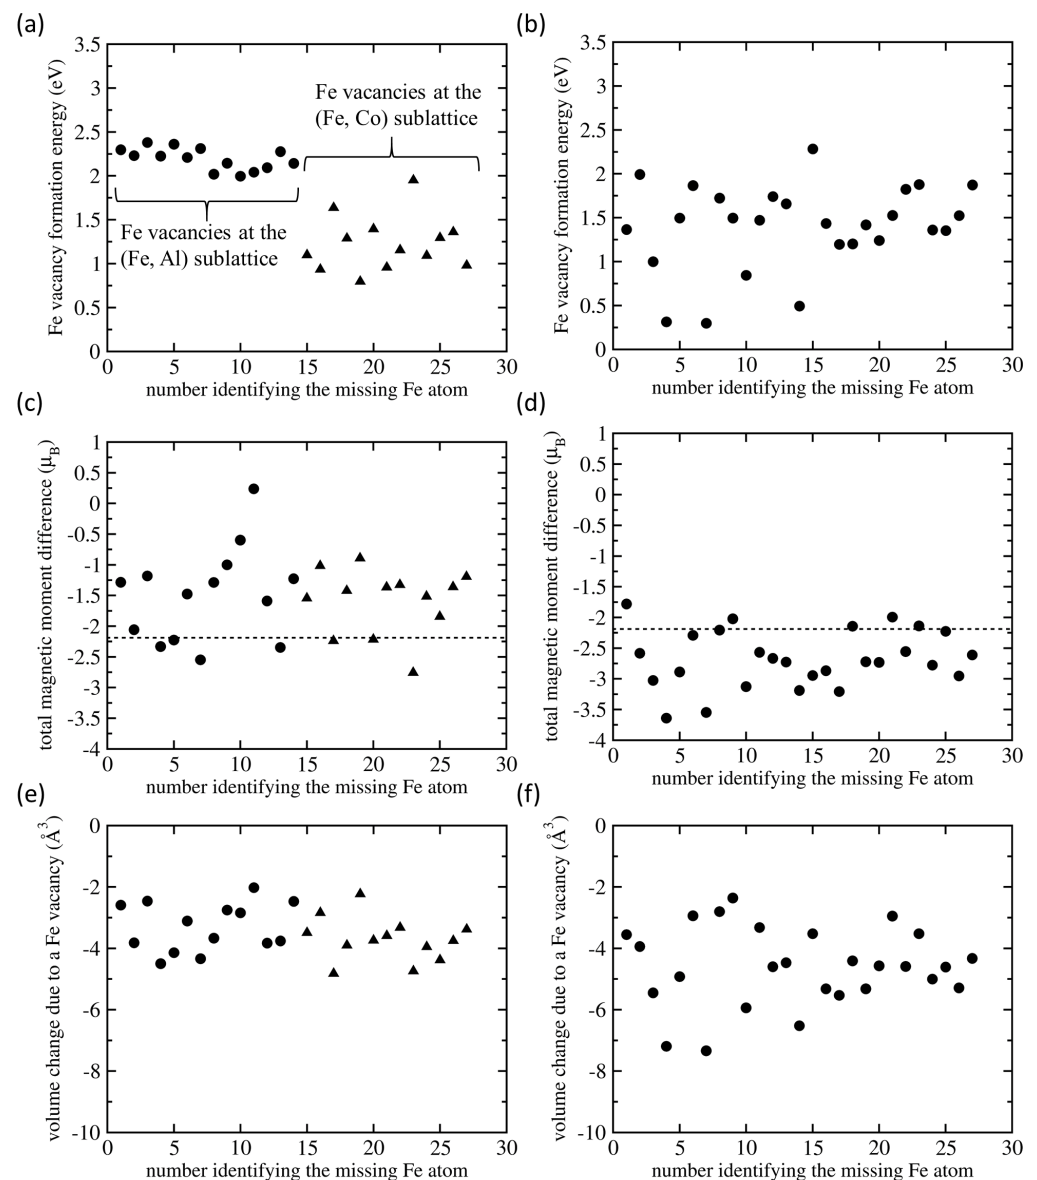 (a)
Fe vacancy formation energy (eV)
3.5
3
2.5
2
1.5
1
0.5
0
Fe vacancies at the
(Fe, Co) sublattice
Fe vacancies at the
(Fe, Al) sublattice
0 5 10 15 20 25 30
number identifying the missing Fe atom
(b)
Fe vacancy formation energy (eV)
3.5
3
2.5
2
1.5
1
0.5
0
0 5 10 15 20 25 30
number identifying the missing Fe atom
(c)
total magnetic moment difference (μB)
1
0.5
0
-0.5
-1
-1.5
-2
-2.5
-3
-3.5
-4
0 5 10 15 20 25 30
number identifying the missing Fe atom
(d)
total magnetic moment difference (μB)
1
0.5
0
-0.5
-1
-1.5
-2
-2.5
-3
-3.5
-4
0 5 10 15 20 25 30
number identifying the missing Fe atom
(e)
volume change due to a Fe vacancy (Å³)
0
-2
-4
-6
-8
-10
0 5 10 15 20 25 30
number identifying the missing Fe atom
(f)
volume change due to a Fe vacancy (Å³)
0
-2
-4
-6
-8
-10
0 5 10 15 20 25 30
number identifying the missing Fe atom